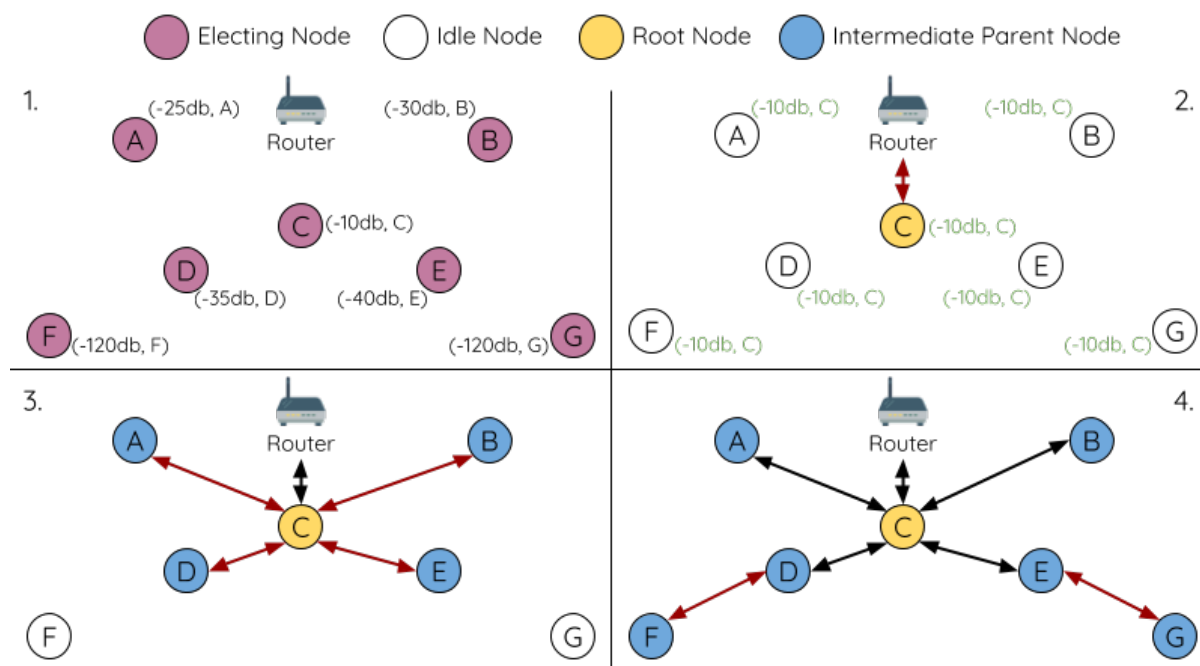 Electing Node
Idle Node
Root Node
Intermediate Parent Node
1.
(-25db, A)
A
Router
(-30db, B)
B
C
(-10db, C)
D
(-35db, D)
E
(-40db, E)
F
(-120db, F)
G
(-120db, G)
2.
(-10db, C)
A
Router
(-10db, C)
B
C
(-10db, C)
D
(-10db, C)
E
(-10db, C)
F
(-10db, C)
G
(-10db, C)
3.
A
Router
B
C
D
E
F
G
4.
A
Router
B
C
D
E
F
G